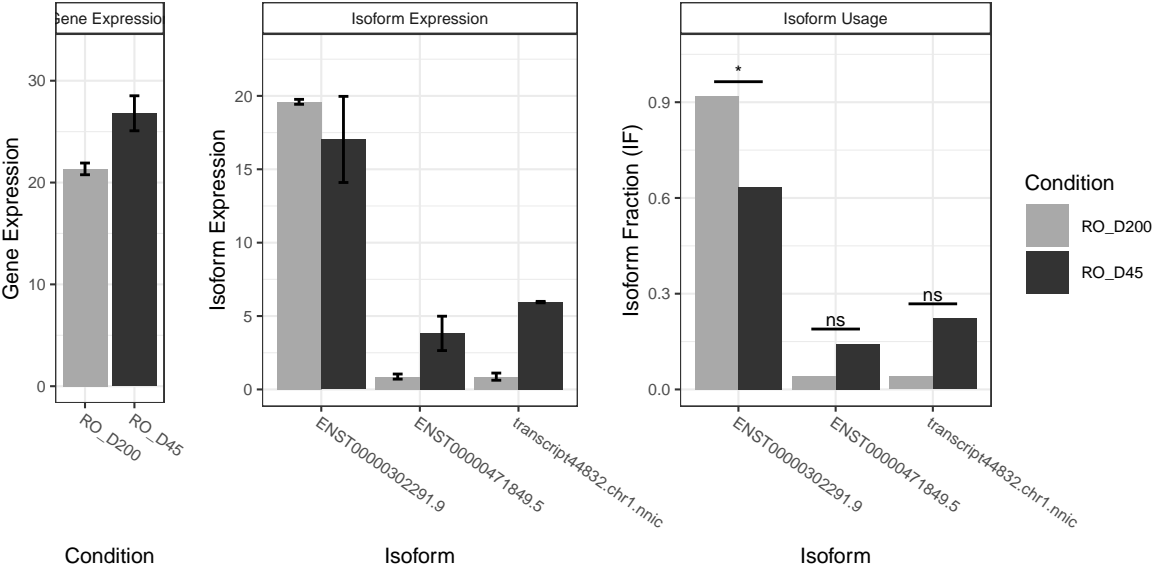 Gene Expression
Isoform Expression
Isoform Usage
Gene Expression
30
20
10
0
RO_D200
RO_D45
Condition
Isoform Expression
20
15
10
5
0
ENST00000302291.9
ENST00000471849.5
transcript44832.chr1.nnic
Isoform
Isoform Fraction (IF)
0.9
0.6
0.3
0.0
*
ns
ns
ENST00000302291.9
ENST00000471849.5
transcript44832.chr1.nnic
Isoform
Condition
RO_D200
RO_D45